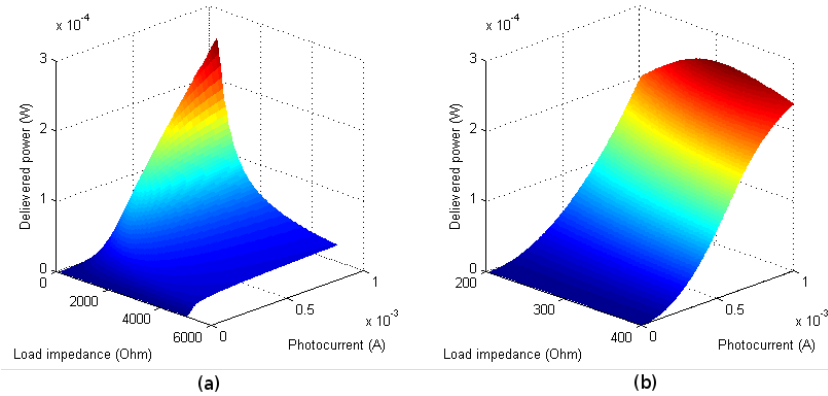 x 10⁻⁴
3
2
1
0
Delievered power (W)
0
2000
4000
6000
Load impedance (Ohm)
0
0.5
1
x 10⁻³
Photocurrent (A)
(a)
x 10⁻⁴
3
2
1
0
Delievered power (W)
200
300
400
Load impedance (Ohm)
0
0.5
1
x 10⁻³
Photocurrent (A)
(b)